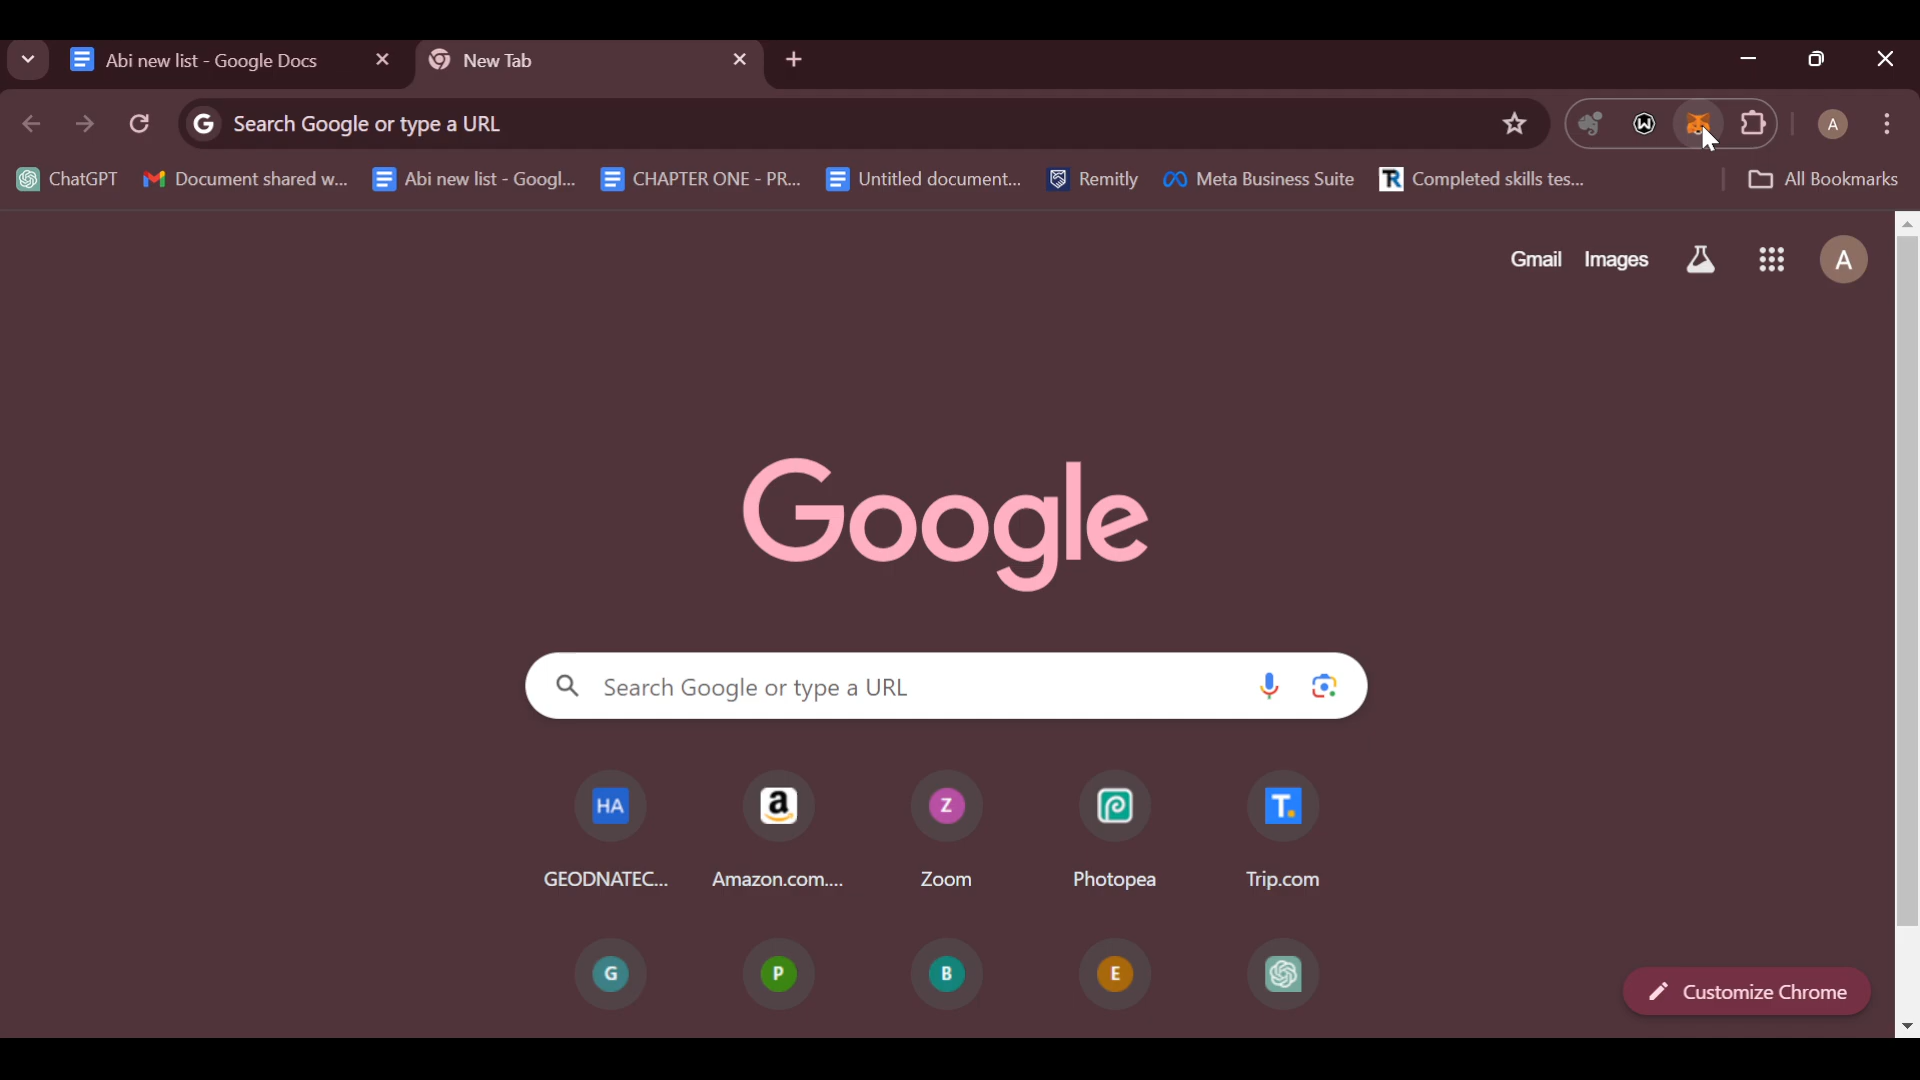 Abi new list - Google Docs
New Tab
Search Google or type a URL
A
ChatGPT
Document shared w...
Abi new list - Googl...
CHAPTER ONE - PR...
Untitled document...
Remitly
Meta Business Suite
TR
Completed skills tes...
All Bookmarks
Gmail
Images
A
Google
Search Google or type a URL
HA
a
Z
T.
GEODNATEC...
Amazon.com....
Zoom
Photopea
Trip.com
G
P
B
E
Customize Chrome